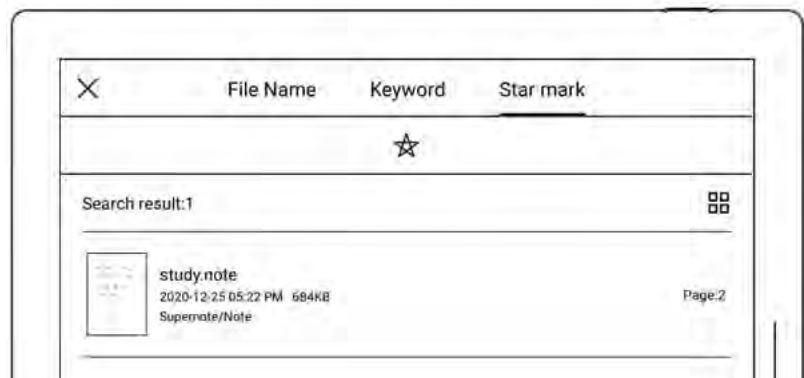 File Name Keyword Star mark
Search result:1
study.note
2020-12-25 05:22 PM 684KB
Page:2
Supernote/Note